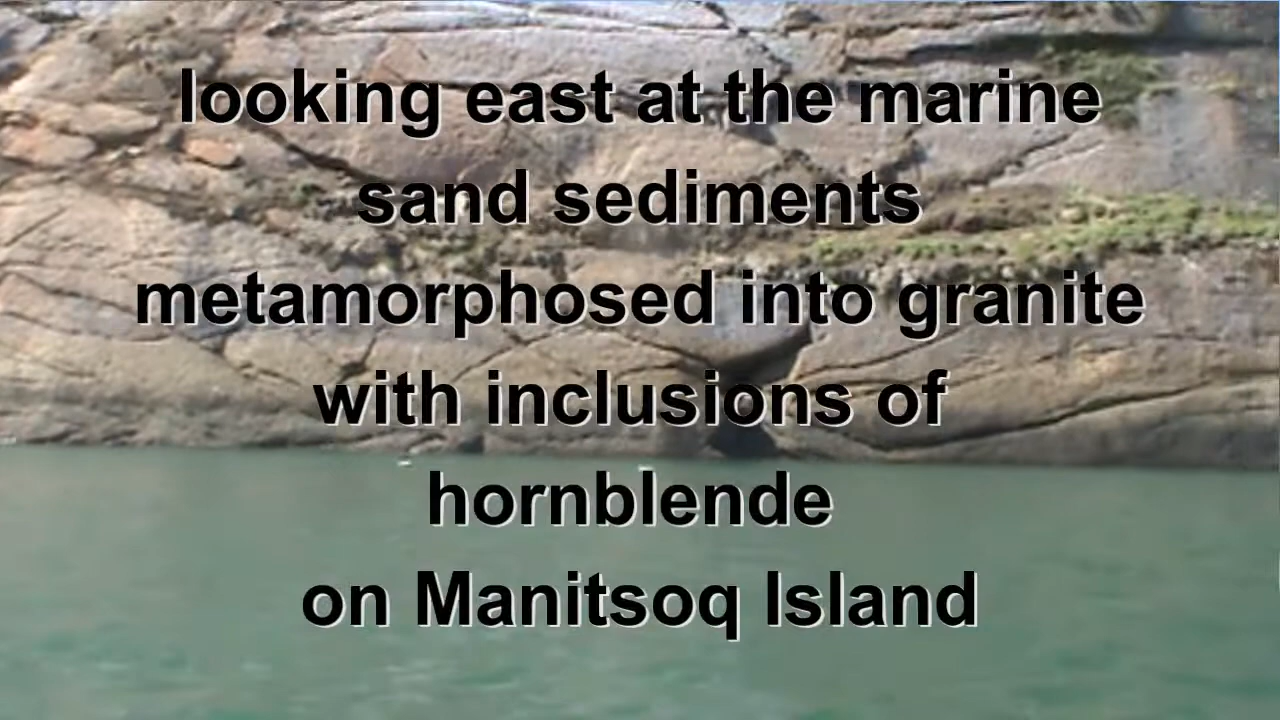 looking east at the marine
sand sediments
metamorphosed into granite
with inclusions of
hornblende
on Manitsoq Island